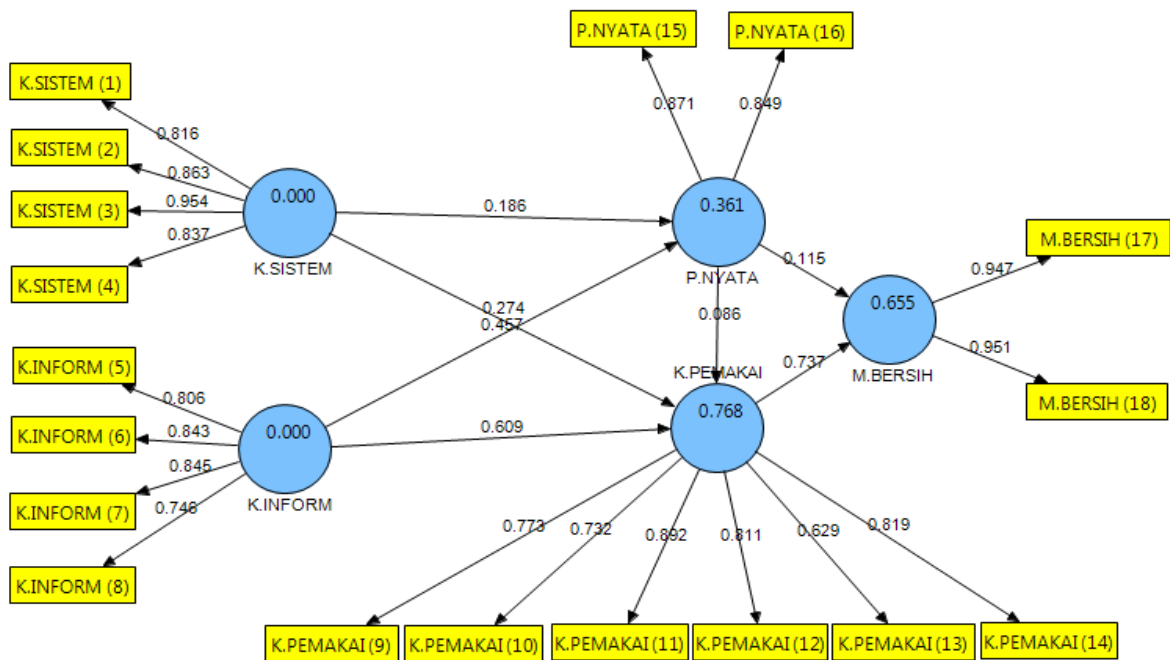 P.NYATA (15)
P.NYATA (16)
K.SISTEM (1)
0.871
0.849
0.816
K.SISTEM (2)
0.863
K.SISTEM (3)
0.954
0.000
0.186
0.361
0.837
K.SISTEM (4)
K.SISTEM
P.NYATA
0.115
M.BERSIH (17)
0.947
0.274
0.457
0.086
0.655
K.INFORM (5)
0.806
K.PEMAKAI
0.737
M.BERSIH
0.951
M.BERSIH (18)
K.INFORM (6)
0.843
0.000
0.609
0.768
0.845
K.INFORM (7)
0.746
K.INFORM
K.INFORM (8)
0.773
0.732
0.892
0.811
0.629
0.819
K.PEMAKAI (9)
K.PEMAKAI (10)
K.PEMAKAI (11)
K.PEMAKAI (12)
K.PEMAKAI (13)
K.PEMAKAI (14)